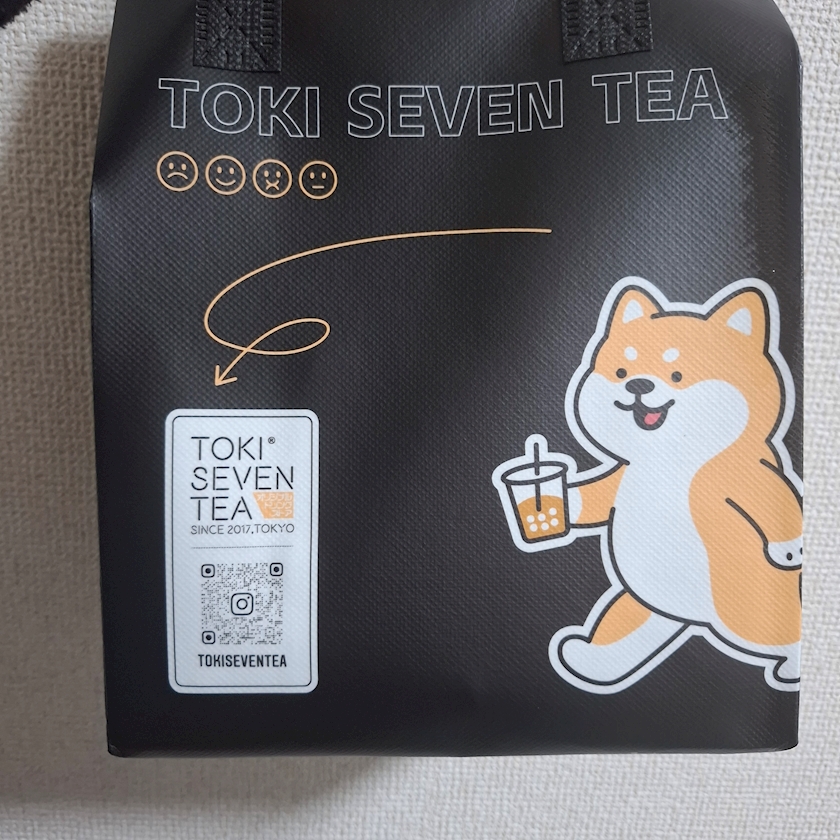 TOKI SEVEN TEA
TOKI®
SEVEN
TEA
SINCE 2017.TOKYO
TOKISEVENTEA